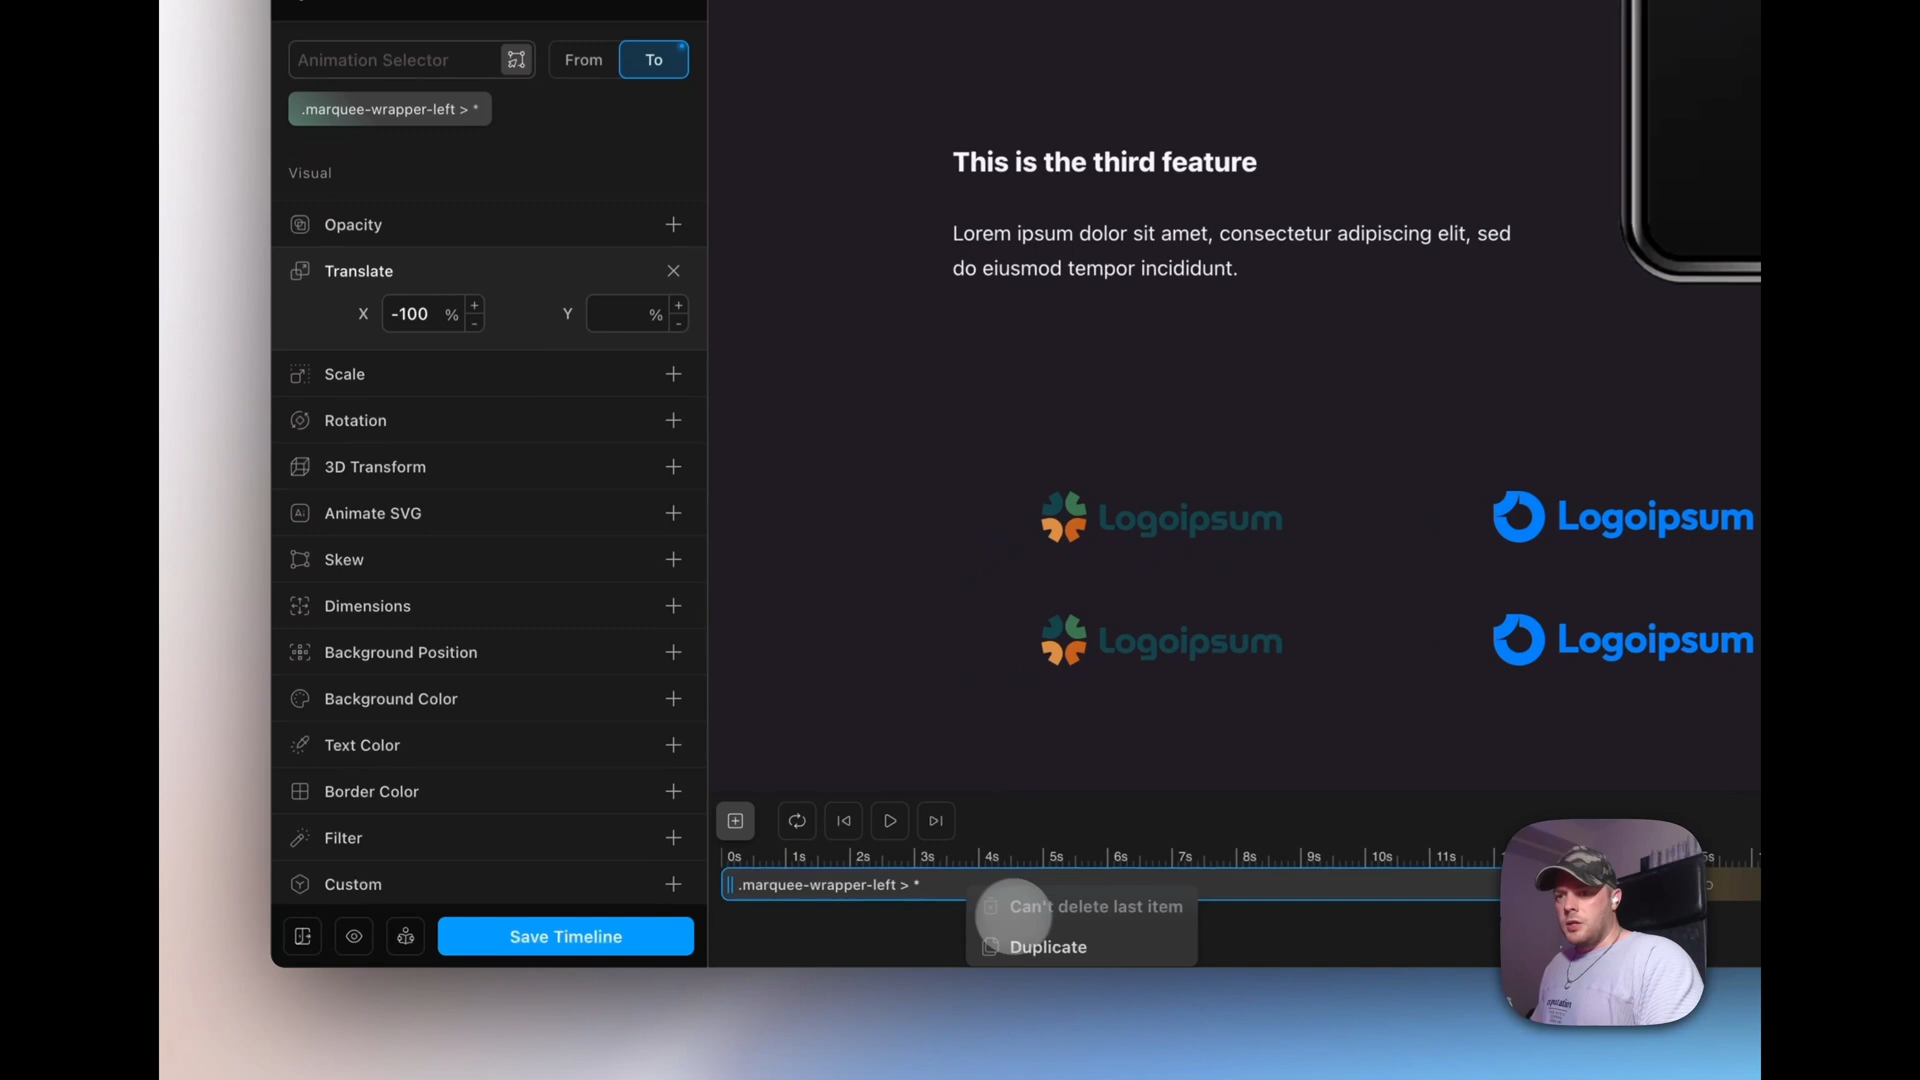 Animation Selector
From
To
.marquee-wrapper-left > *
Visual
Opacity
Translate
X
-100
%
+
-
Y
%
+
-
Scale
Rotation
3D Transform
Animate SVG
Skew
Dimensions
Background Position
Background Color
Text Color
Border Color
Filter
Custom
Save Timeline
This is the third feature
Lorem ipsum dolor sit amet, consectetur adipiscing elit, sed
do eiusmod tempor incididunt.
Logoipsum
Logoipsum
Logoipsum
Logoipsum
0s 1s 2s 3s 4s 5s 6s 7s 8s 9s 10s 11s
.marquee-wrapper-left > *
Can't delete last item
Duplicate